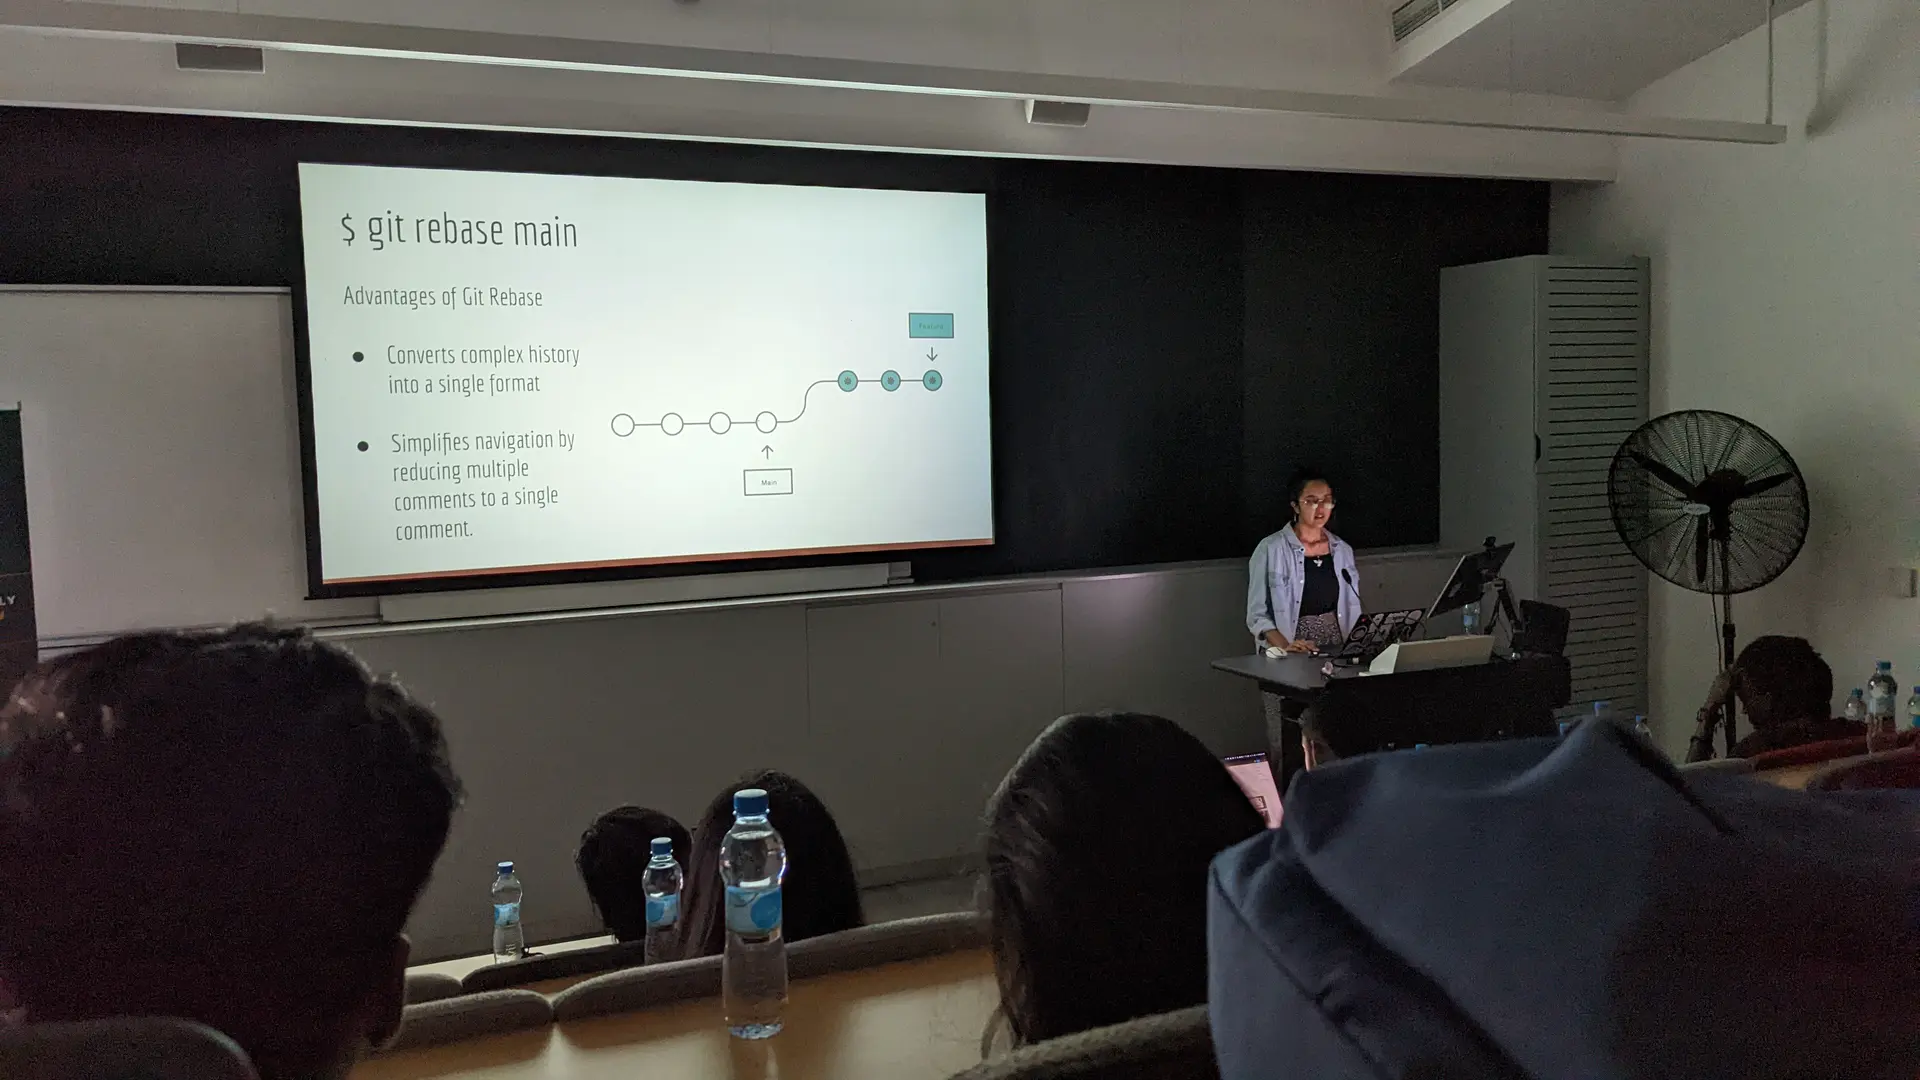 $ git rebase main
Advantages of Git Rebase
● Converts complex history
into a single format
● Simplifies navigation by
reducing multiple
comments to a single
comment.
Feature
Main
LY